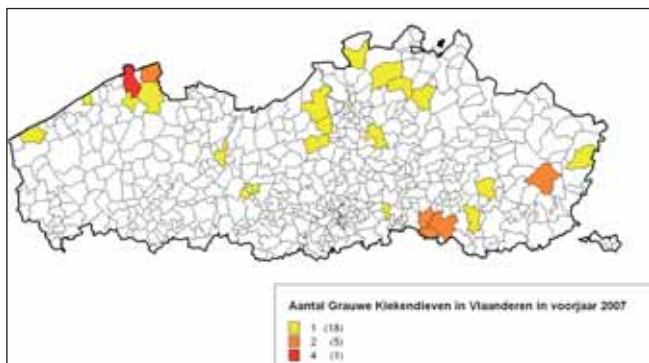 Aantal Grauwe Kiekendieven in Vlaanderen in voorjaar 2007
1 (18)
2 (5)
4 (1)